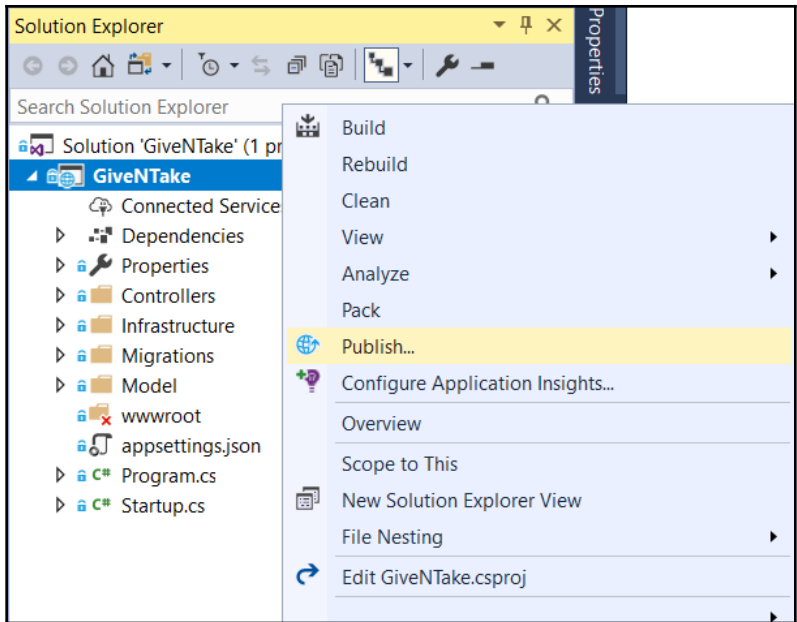 Solution Explorer
Properties
Search Solution Explorer
Solution 'GiveNTake' (1 pr
GiveNTake
Connected Service
Dependencies
Properties
Controllers
Infrastructure
Migrations
Model
wwwroot
appsettings.json
C# Program.cs
C# Startup.cs
Build
Rebuild
Clean
View
Analyze
Pack
Publish...
Configure Application Insights...
Overview
Scope to This
New Solution Explorer View
File Nesting
Edit GiveNTake.csproj